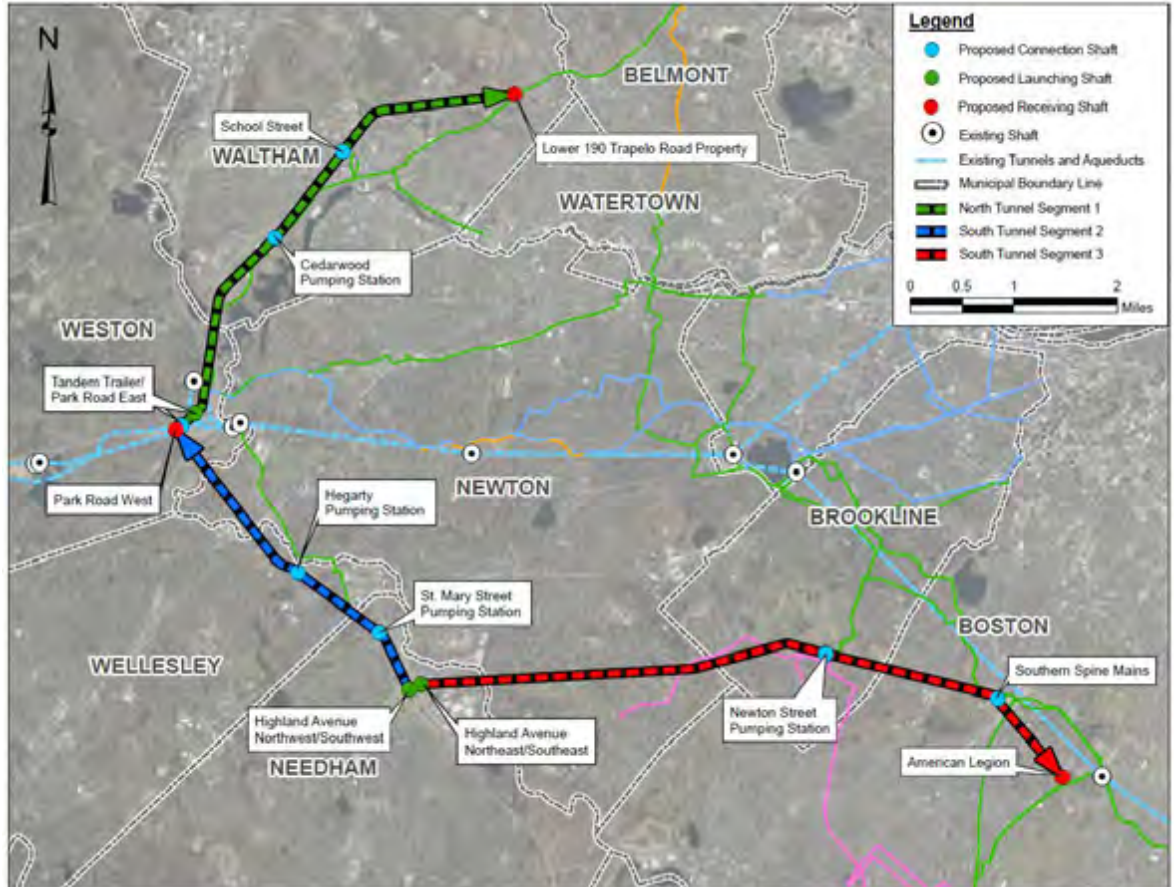 N
BELMONT
School Street
WALTHAM
Lower 190 Trapelo Road Property
WATERTOWN
Cedarwood
Pumping Station
WESTON
Tandem Trailer/
Park Road East
Park Road West
NEWTON
Hegarty
Pumping Station
BROOKLINE
St. Mary Street
Pumping Station
BOSTON
WELLESLEY
Southern Spine Mains
Newton Street
Pumping Station
Highland Avenue
Northwest/Southwest
Highland Avenue
Northeast/Southeast
NEEDHAM
American Legion
Legend
Proposed Connection Shaft
Proposed Launching Shaft
Proposed Receiving Shaft
Existing Shaft
Existing Tunnels and Aqueducts
Municipal Boundary Line
North Tunnel Segment 1
South Tunnel Segment 2
South Tunnel Segment 3
0 0.5 1 2
Miles